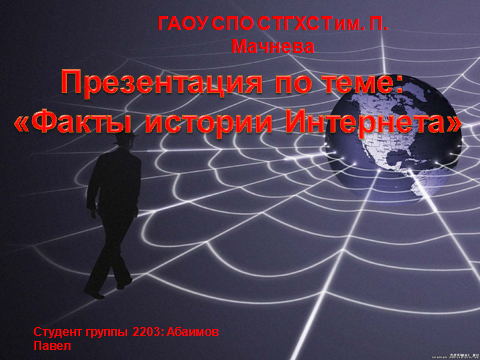 ГАОУ СПО СТГХСТ им. П.
Мачнева
Презентация по теме:
«Факты истории Интернета»
Студент группы 2203: Абаимов
Павел